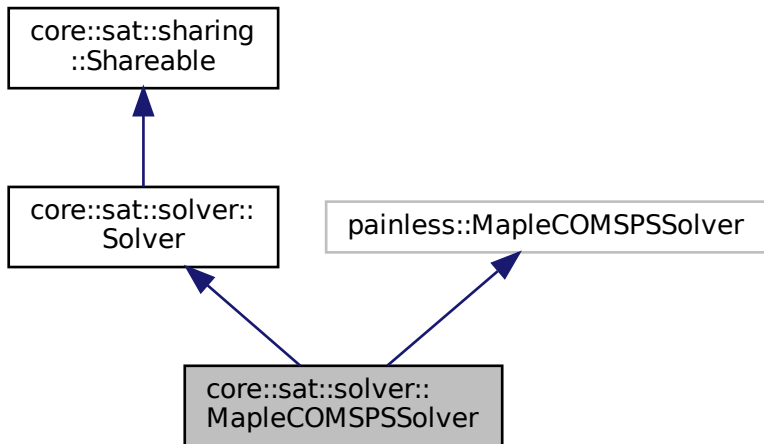 core::sat::sharing
::Shareable
core::sat::solver::
Solver
painless::MapleCOMSPSSolver
core::sat::solver::
MapleCOMSPSSolver